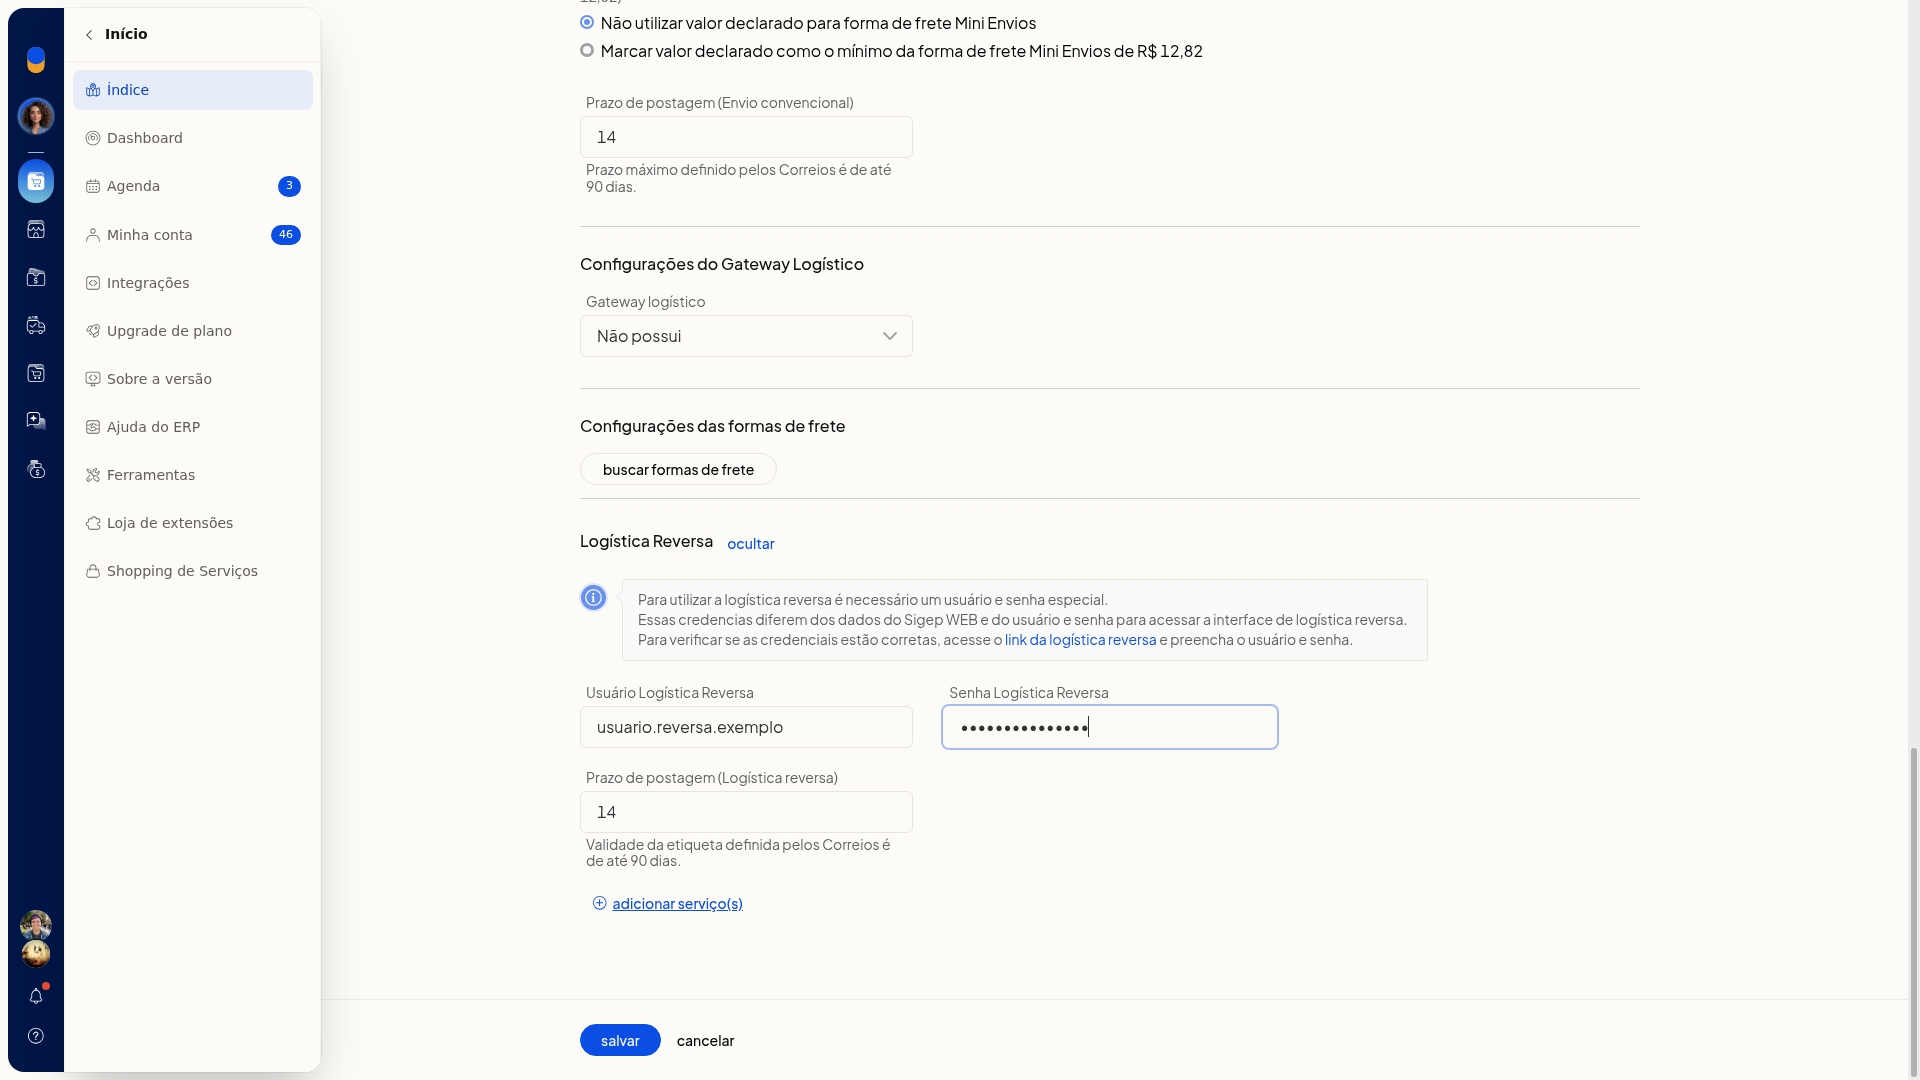 Início
Índice
Dashboard
Agenda
3
Minha conta
46
Integrações
Upgrade de plano
Sobre a versão
Ajuda do ERP
Ferramentas
Loja de extensões
Shopping de Serviços
Não utilizar valor declarado para forma de frete Mini Envios
Marcar valor declarado como o mínimo da forma de frete Mini Envios de R$ 12,82
Prazo de postagem (Envio convencional)
14
Prazo máximo definido pelos Correios é de até
90 dias.
Configurações do Gateway Logístico
Gateway logístico
Não possui
Configurações das formas de frete
buscar formas de frete
Logística Reversa ocultar
Para utilizar a logística reversa é necessário um usuário e senha especial.
Essas credencias diferem dos dados do Sigep WEB e do usuário e senha para acessar a interface de logística reversa.
Para verificar se as credenciais estão corretas, acesse o link da logística reversa e preencha o usuário e senha.
Usuário Logística Reversa
usuario.reversa.exemplo
Senha Logística Reversa
•••••••••••••••
Prazo de postagem (Logística reversa)
14
Validade da etiqueta definida pelos Correios é
de até 90 dias.
adicionar serviço(s)
salvar
cancelar